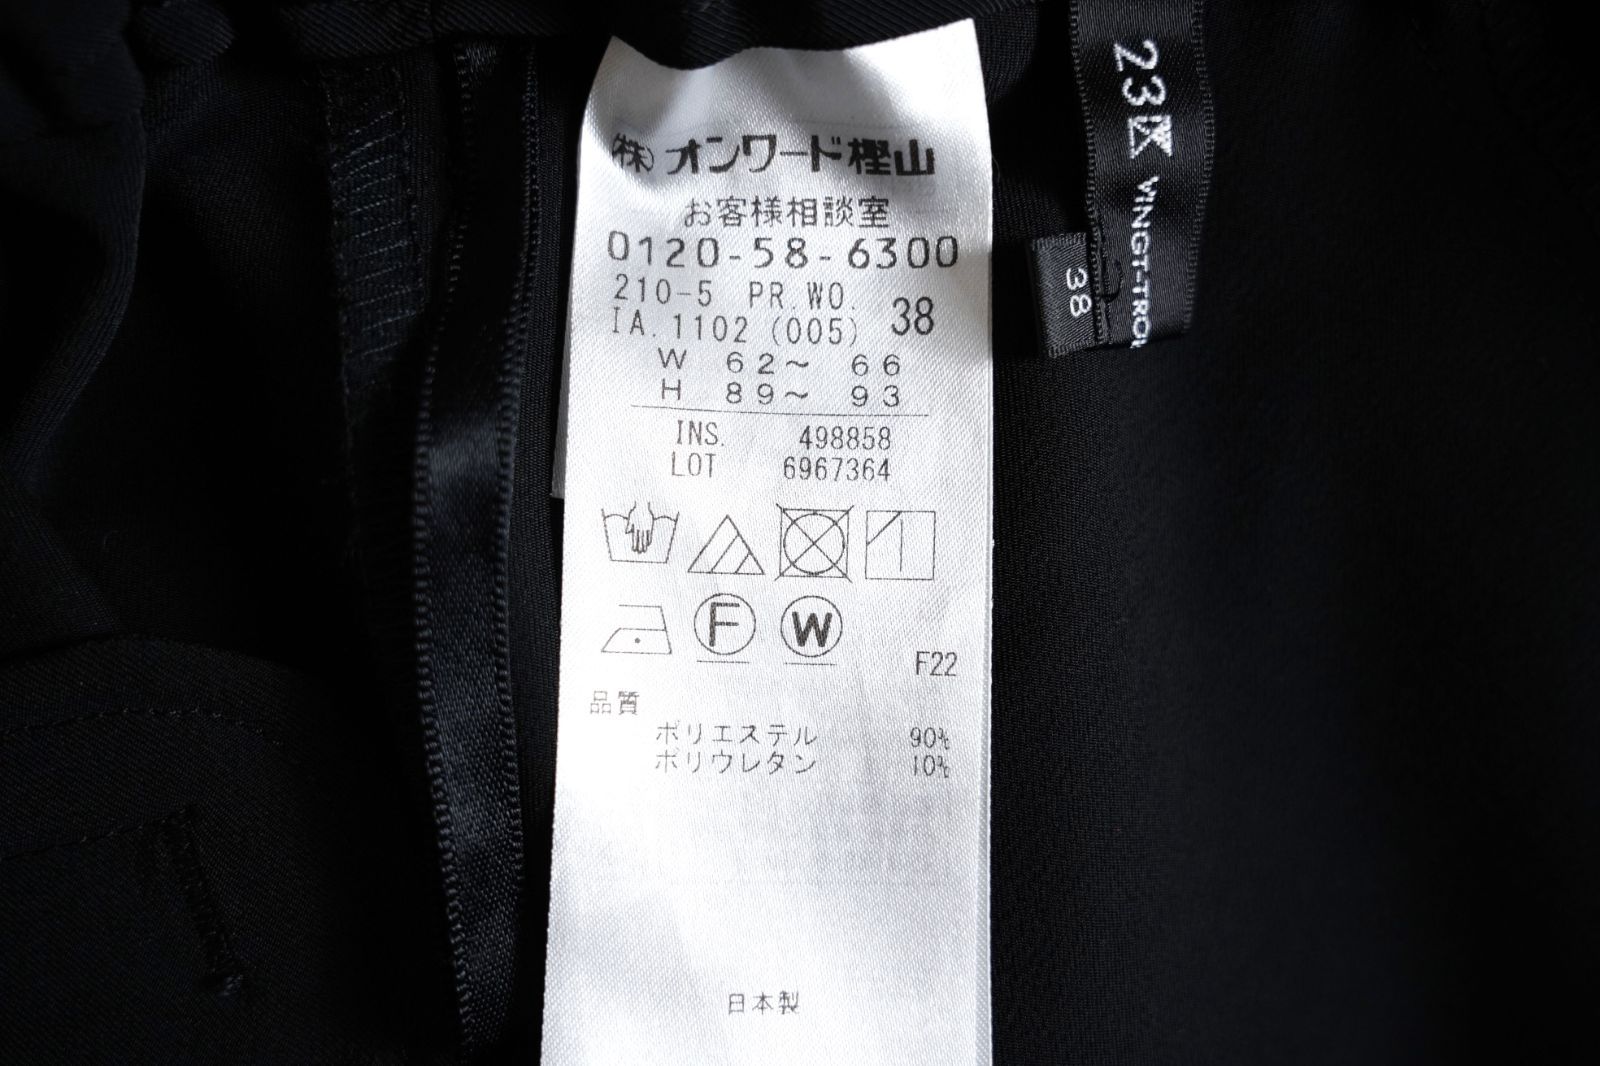 ㈱オンワード樫山
お客様相談室
0120-58-6300
210-5 PR.WO.
IA.1102 (005) 38
W 62～ 66
H 89～ 93
INS. 498858
LOT 6967364
F
W
F22
品質
ポリエステル 90%
ポリウレタン 10%
日本製
23区
38